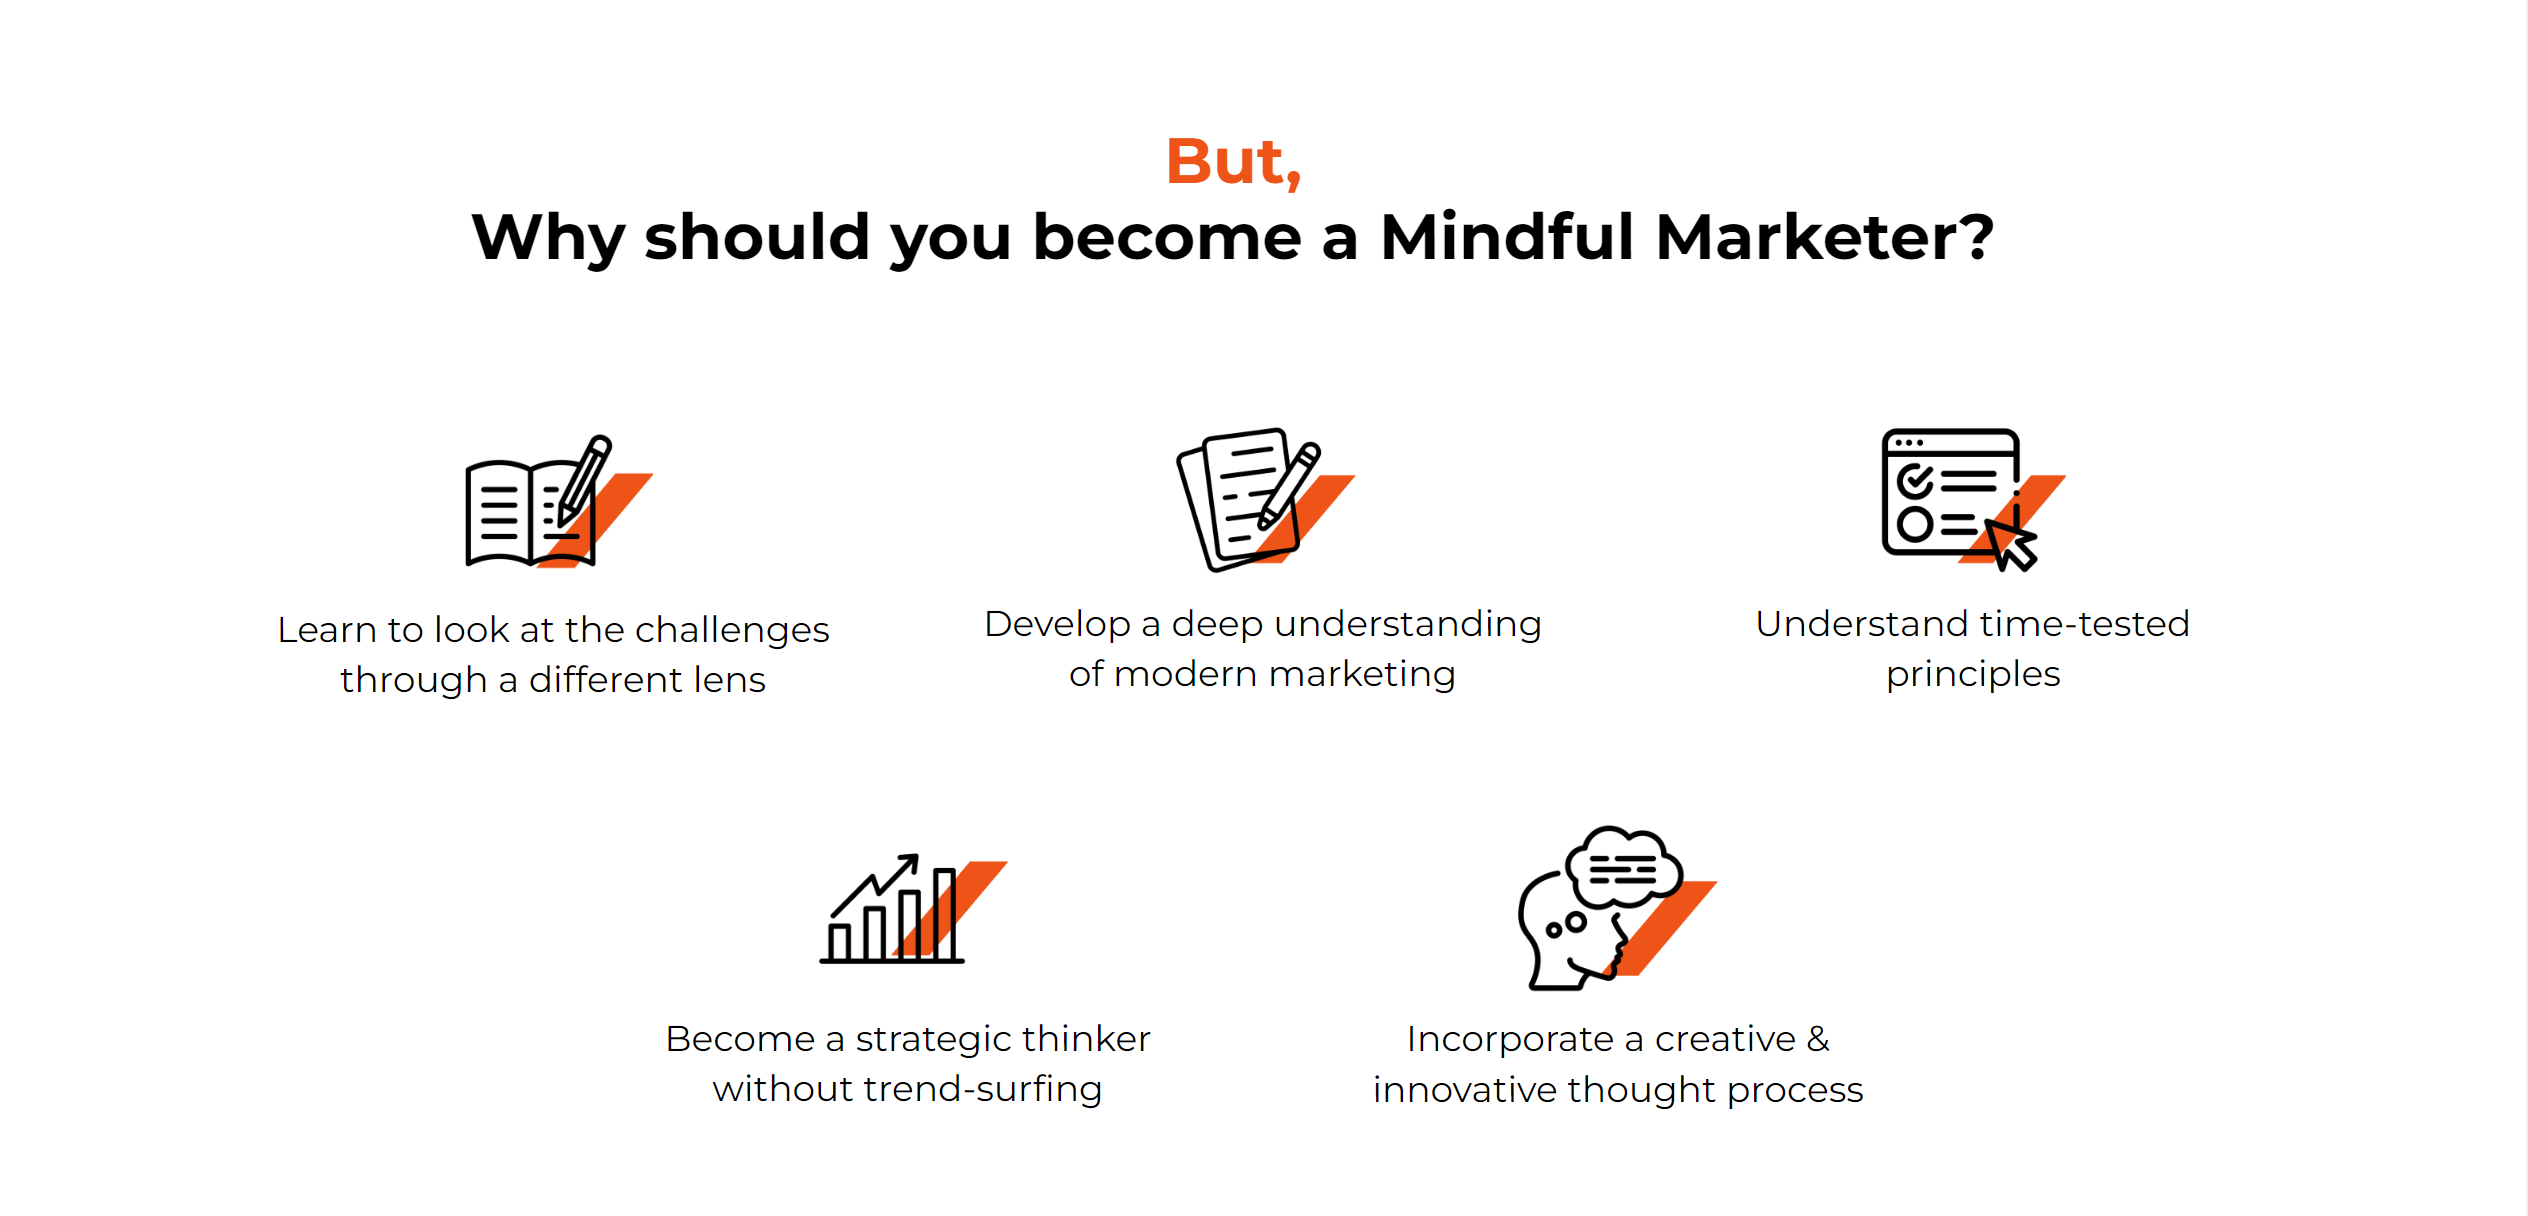 But,
Why should you become a Mindful Marketer?
Learn to look at the challenges
through a different lens
Develop a deep understanding
of modern marketing
Understand time-tested
principles
Become a strategic thinker
without trend-surfing
Incorporate a creative &
innovative thought process